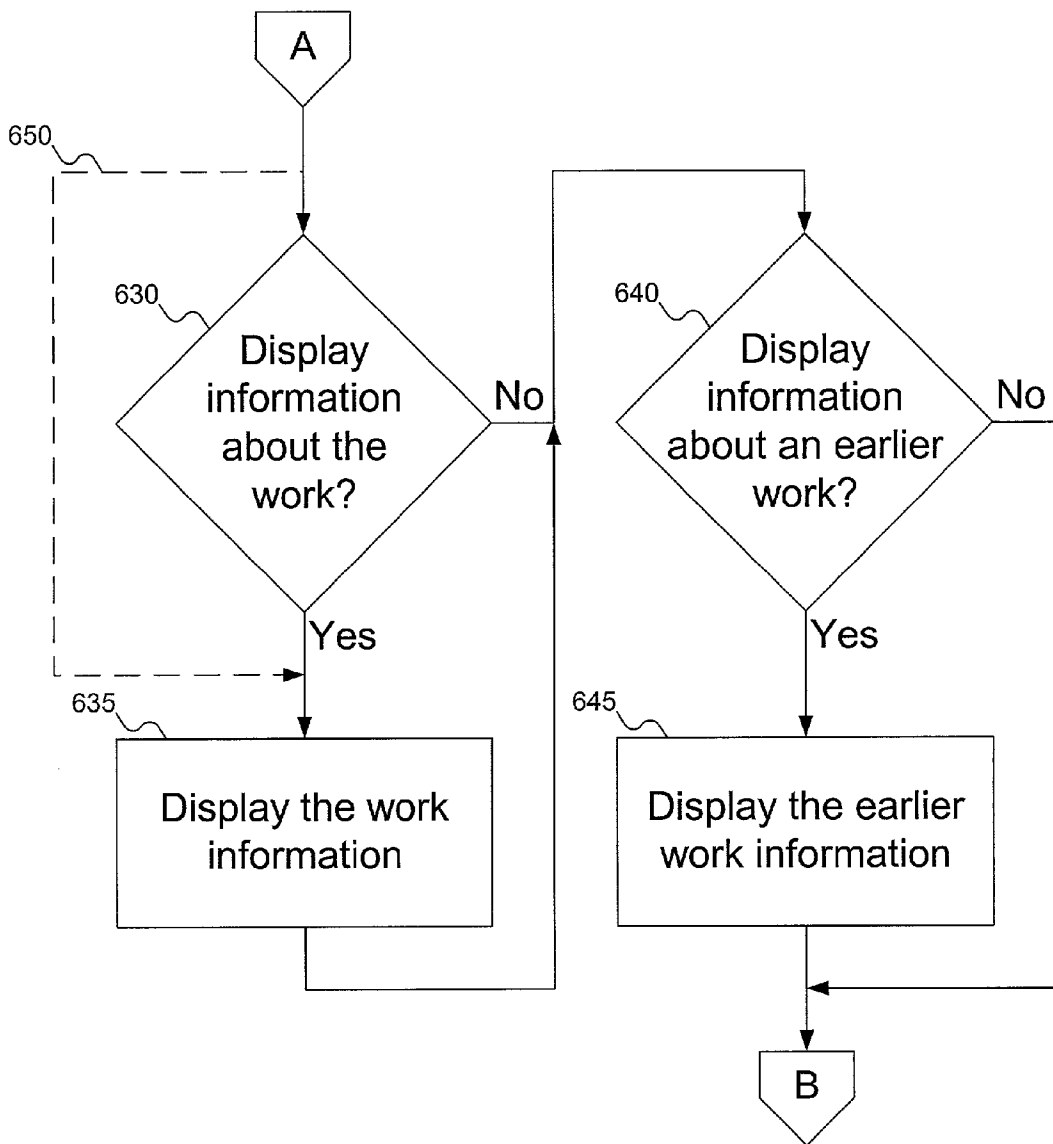 A
650
630
Display
information
about the
work?
No
Yes
635
Display the work
information
640
Display
information
about an earlier
work?
No
Yes
645
Display the earlier
work information
B